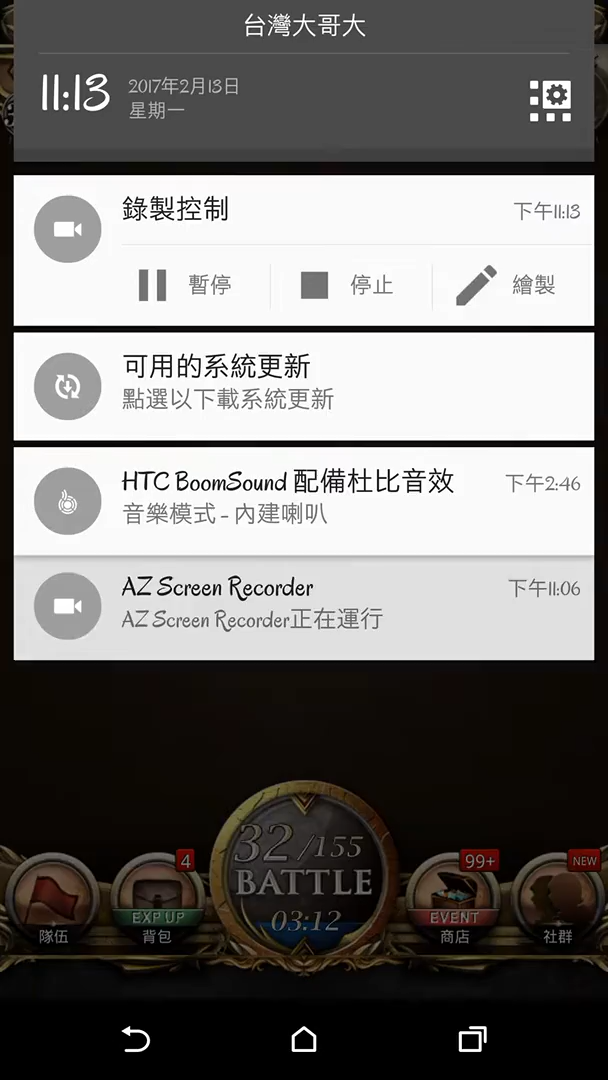 台灣大哥大
11:13
2017年2月13日
星期一
錄製控制
下午11:13
暫停
停止
繪製
可用的系統更新
點選以下載系統更新
HTC BoomSound 配備杜比音效
下午2:46
音樂模式 - 內建喇叭
AZ Screen Recorder
下午11:06
AZ Screen Recorder正在運行
32/155
BATTLE
03:12
4
99+
NEW
EXP UP
EVENT
隊伍
背包
商店
社群